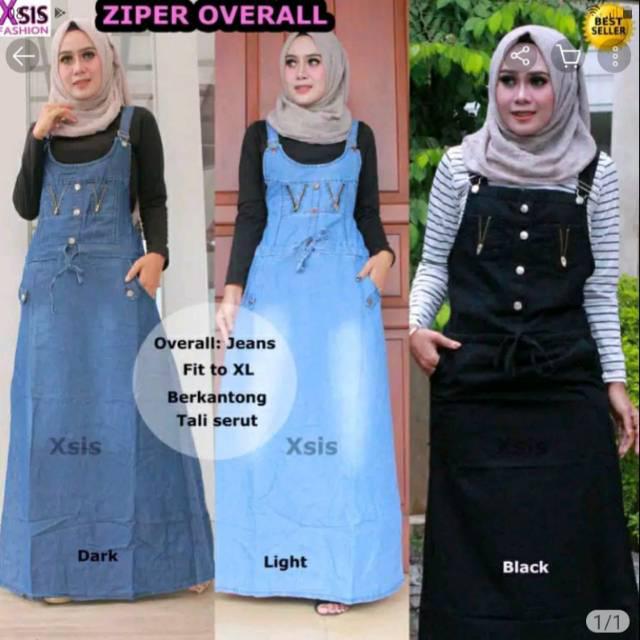 XSIS
FASHION
ZIPER OVERALL
BEST
SELLER
Overall: Jeans
Fit to XL
Berkantong
Tali serut
Xsis
Xsis
Xsis
Dark
Light
Black
1/1